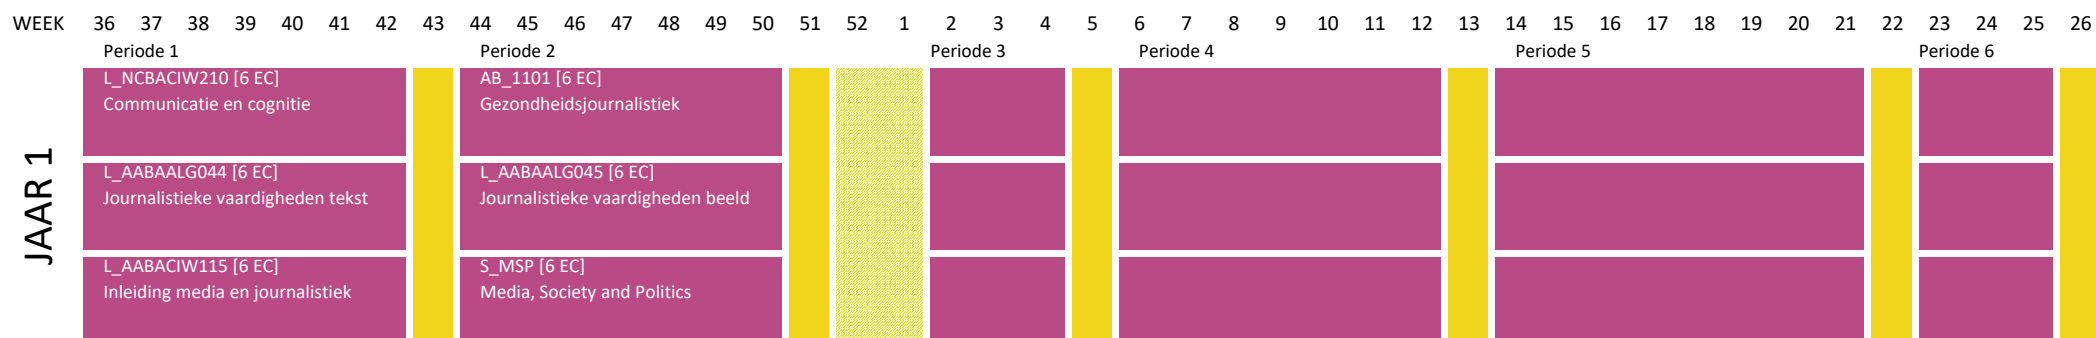 WEEK 36 37 38 39 40 41 42 43 44 45 46 47 48 49 50 51 52 1 2 3 4 5 6 7 8 9 10 11 12 13 14 15 16 17 18 19 20 21 22 23 24 25 26
Periode 1 Periode 2 Periode 3 Periode 4 Periode 5 Periode 6
JAAR 1
L_NCBACIW210 [6 EC]
Communicatie en cognitie
AB_1101 [6 EC]
Gezondheidsjournalistiek
L_AABAALG044 [6 EC]
Journalistieke vaardigheden tekst
L_AABAALG045 [6 EC]
Journalistieke vaardigheden beeld
L_AABACIW115 [6 EC]
Inleiding media en journalistiek
S_MSP [6 EC]
Media, Society and Politics